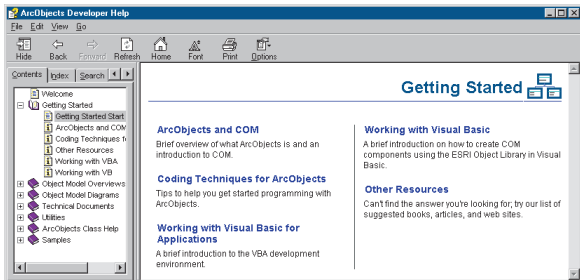 ArcObjects Developer Help
File Edit View Go
Hide Back Forward Refresh Home Font Print Options
Contents Index Search
Welcome
Getting Started
Getting Started Start
ArcObjects and COM
Coding Techniques f
Other Resources
Working with VBA
Working with VB
Object Model Overviews
Object Model Diagrams
Technical Documents
Utilities
ArcObjects Class Help
Samples
Getting Started
ArcObjects and COM
Brief overview of what ArcObjects is and an
introduction to COM.
Coding Techniques for ArcObjects
Tips to help you get started programming with
ArcObjects.
Working with Visual Basic for
Applications
A brief introduction to the VBA development
environment.
Working with Visual Basic
A brief introduction on how to create COM
components using the ESRI Object Library in Visual
Basic.
Other Resources
Can't find the answer you're looking for; try our list of
suggested books, articles, and web sites.